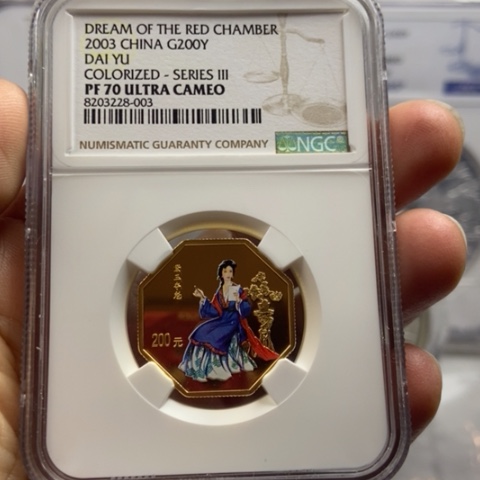 DREAM OF THE RED CHAMBER
2003 CHINA G200Y
DAI YU
COLORIZED - SERIES III
PF 70 ULTRA CAMEO
8203228-003
NUMISMATIC GUARANTY COMPANY
NGC
200元